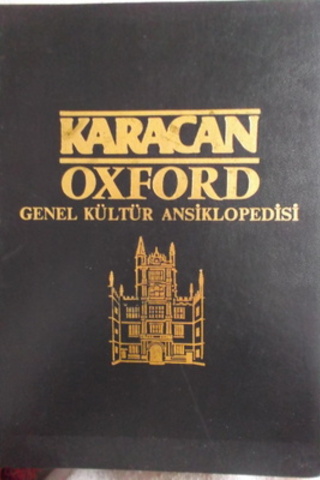 KARACAN
OXFORD
GENEL KÜLTÜR ANSİKLOPEDİSİ